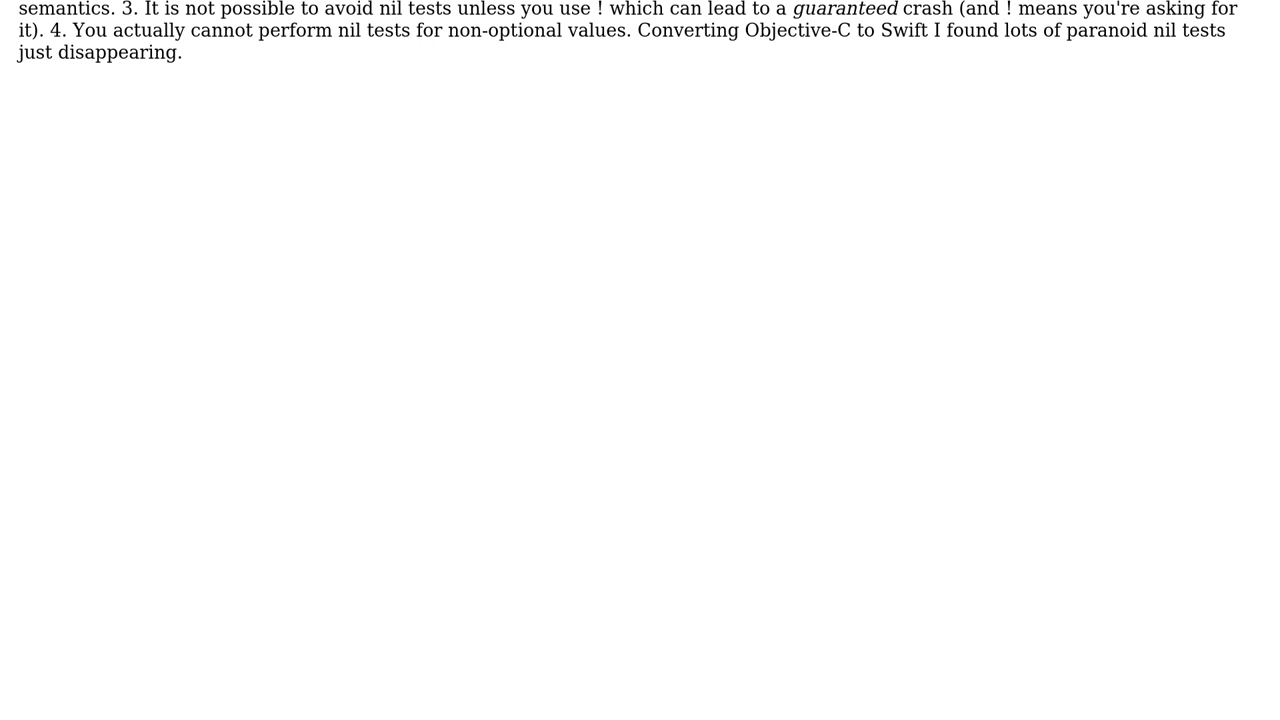 semantics. 3. It is not possible to avoid nil tests unless you use ! which can lead to a guaranteed crash (and ! means you're asking for
it). 4. You actually cannot perform nil tests for non-optional values. Converting Objective-C to Swift I found lots of paranoid nil tests
just disappearing.